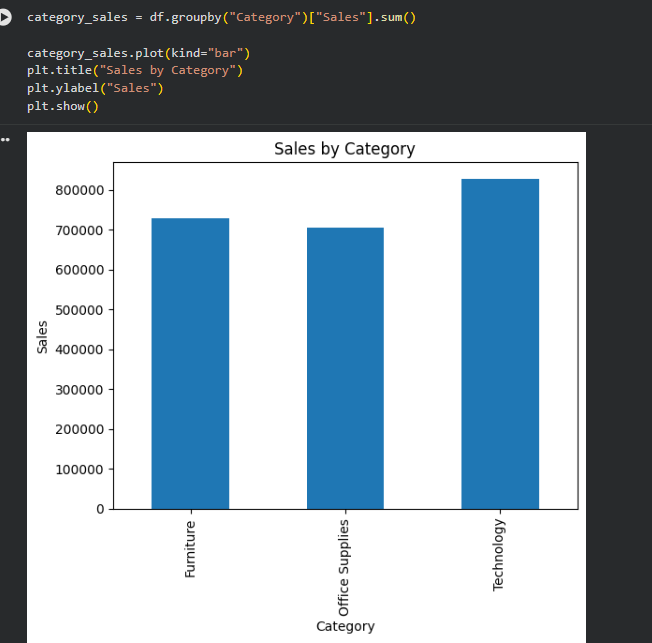 category_sales = df.groupby("Category")["Sales"].sum()
category_sales.plot(kind="bar")
plt.title("Sales by Category")
plt.ylabel("Sales")
plt.show()
Sales by Category
800000
700000
600000
500000
400000
300000
200000
100000
0
Sales
Furniture
Office Supplies
Technology
Category